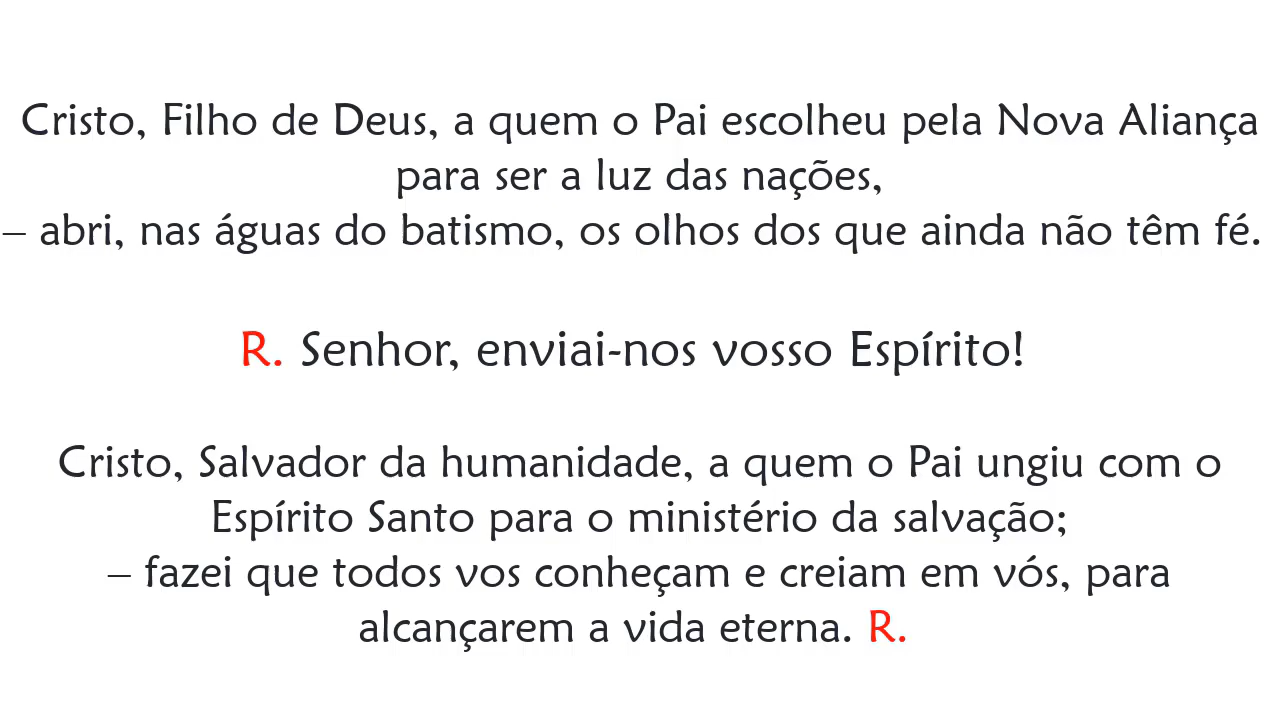 Cristo, Filho de Deus, a quem o Pai escolheu pela Nova Aliança
para ser a luz das nações,
– abri, nas águas do batismo, os olhos dos que ainda não têm fé.
R. Senhor, enviai-nos vosso Espírito!
Cristo, Salvador da humanidade, a quem o Pai ungiu com o
Espírito Santo para o ministério da salvação;
– fazei que todos vos conheçam e creiam em vós, para
alcançarem a vida eterna. R.